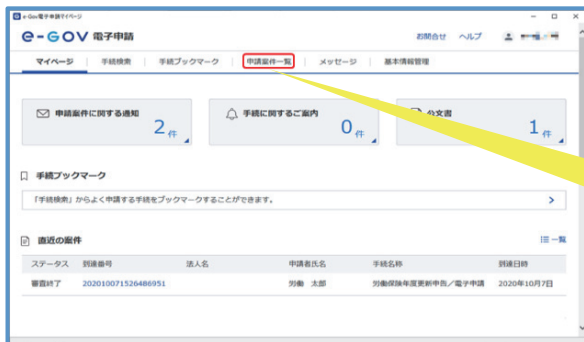 e-Gov電子申請マイページ
e-GOV 電子申請
お問合せ ヘルプ
マイページ 手続検索 手続ブックマーク 申請案件一覧 メッセージ 基本情報管理
申請案件に関する通知 2件
手続に関するご案内 0件
公文書 1件
手続ブックマーク
「手続検索」からよく申請する手続をブックマークすることができます。
直近の案件 一覧
ステータス 到達番号 法人名 申請者氏名 手続名称 到達日時
審査終了 202010071526486951 労働 太郎 労働保険年度更新申告／電子申請 2020年10月7日